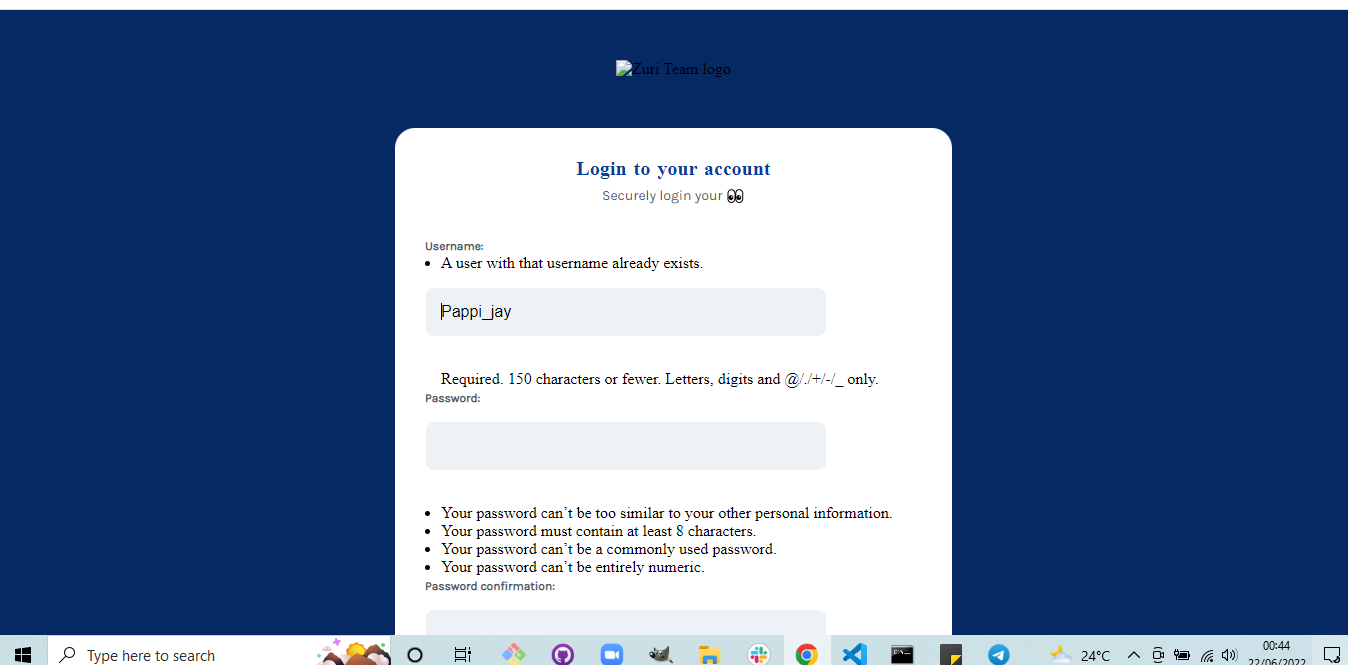 Zuri Team logo
Login to your account
Securely login your 👀
Username:
A user with that username already exists.
Pappi_jay
Required. 150 characters or fewer. Letters, digits and @/./+/-/_ only.
Password:
Your password can’t be too similar to your other personal information.
Your password must contain at least 8 characters.
Your password can’t be a commonly used password.
Your password can’t be entirely numeric.
Password confirmation:
Type here to search
24°C
00:44
22/06/2022